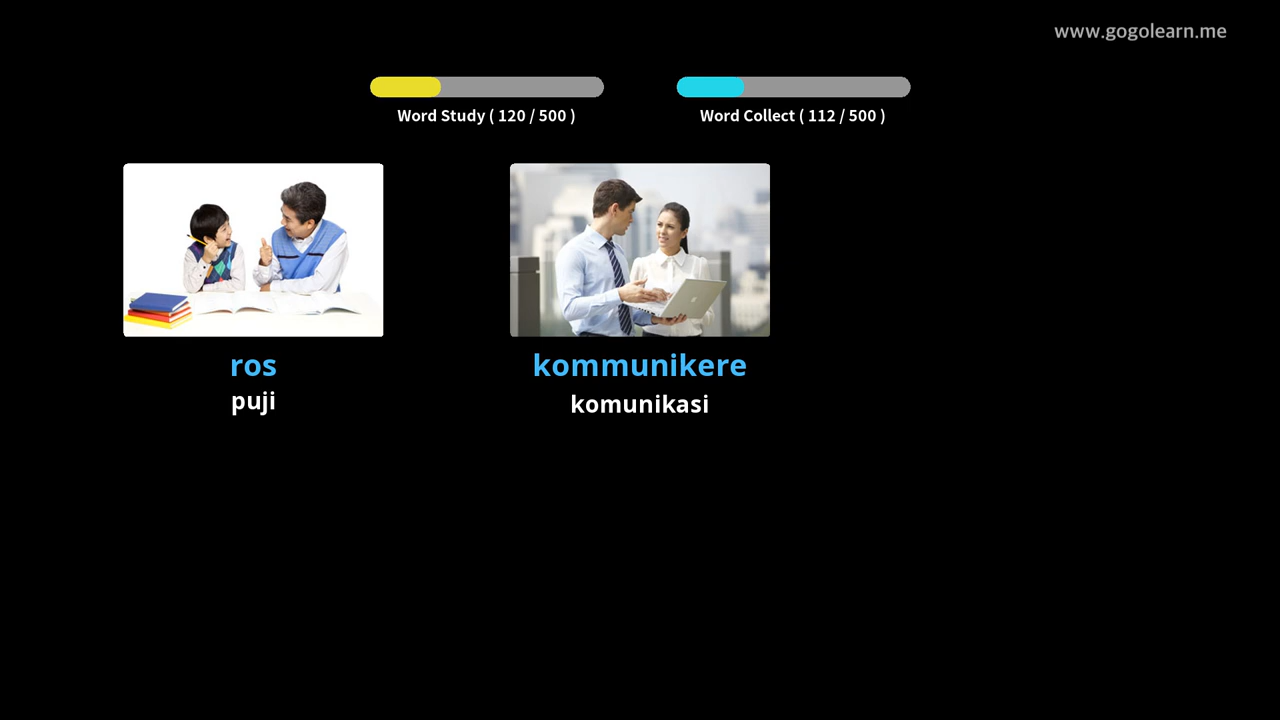 www.gogolearn.me
Word Study ( 120 / 500 )
Word Collect ( 112 / 500 )
ros
puji
kommunikere
komunikasi